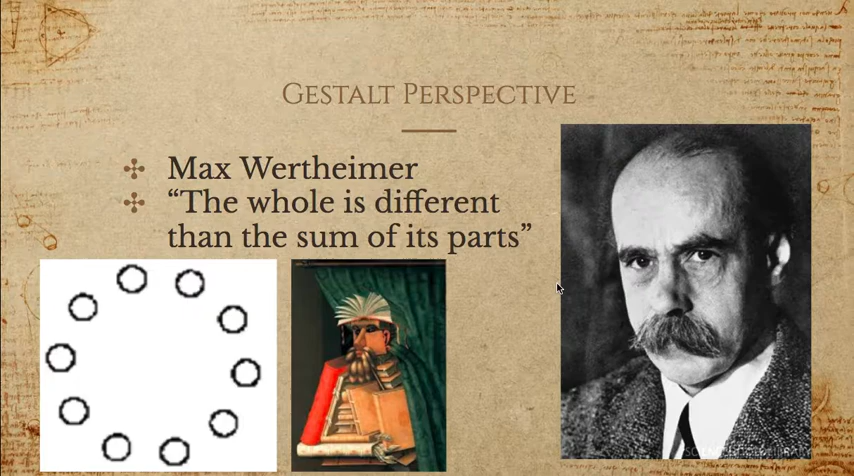 GESTALT PERSPECTIVE
Max Wertheimer
“The whole is different
than the sum of its parts”